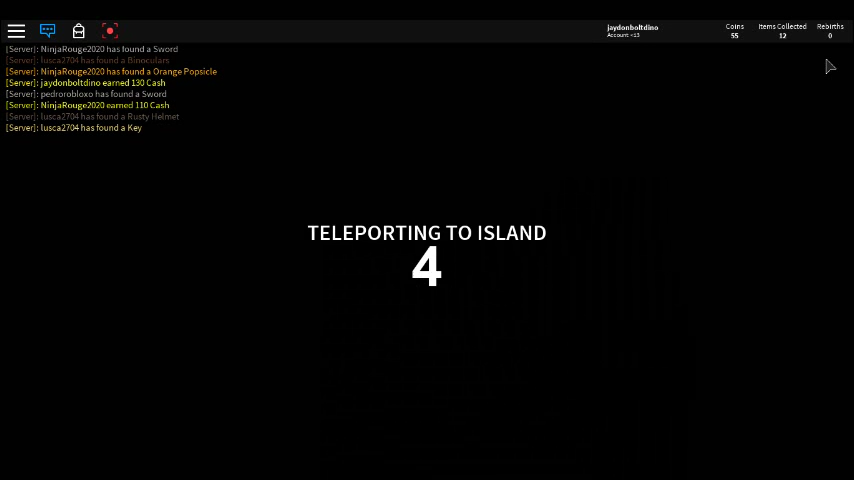 jaydonboltdino
Account: <13
Coins
55
Items Collected
12
Rebirths
0
[Server]: NinjaRouge2020 has found a Sword
[Server]: lusca2704 has found a Binoculars
[Server]: NinjaRouge2020 has found a Orange Popsicle
[Server]: jaydonboltdino earned 130 Cash
[Server]: pedrorobloxo has found a Sword
[Server]: NinjaRouge2020 earned 110 Cash
[Server]: lusca2704 has found a Rusty Helmet
[Server]: lusca2704 has found a Key
TELEPORTING TO ISLAND
4